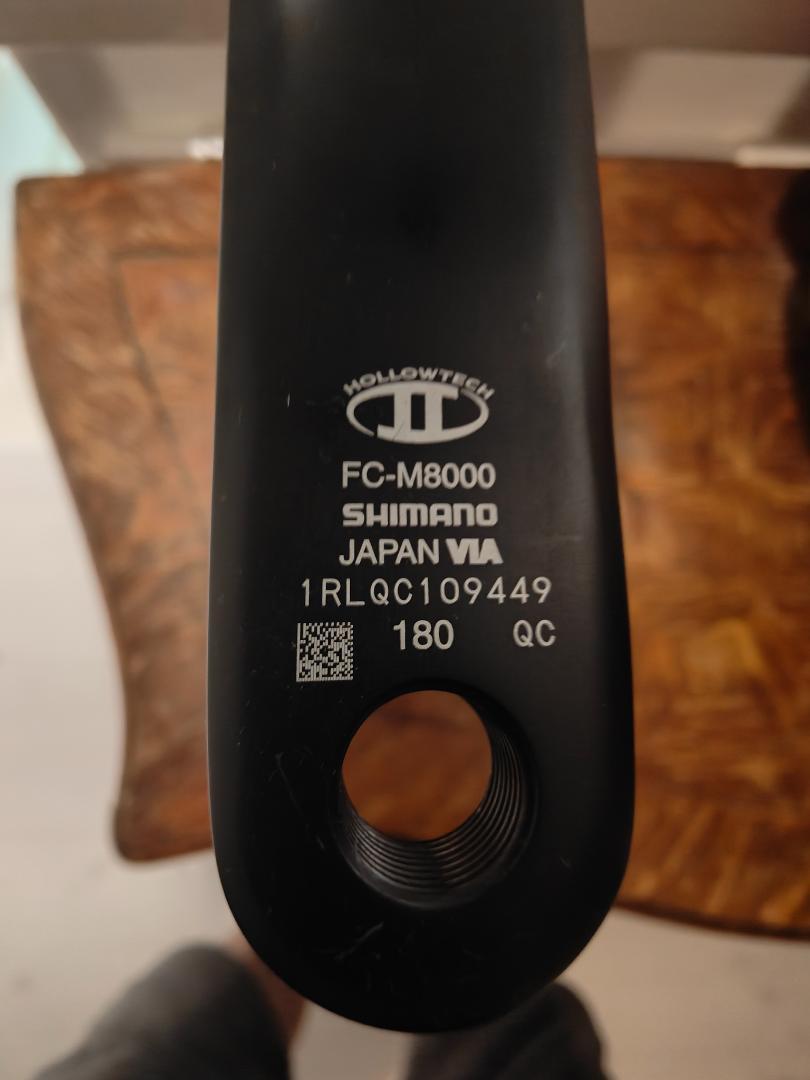 HOLLOWTECH
II
FC-M8000
SHIMANO
JAPAN VIA
1RLQC109449
180 QC